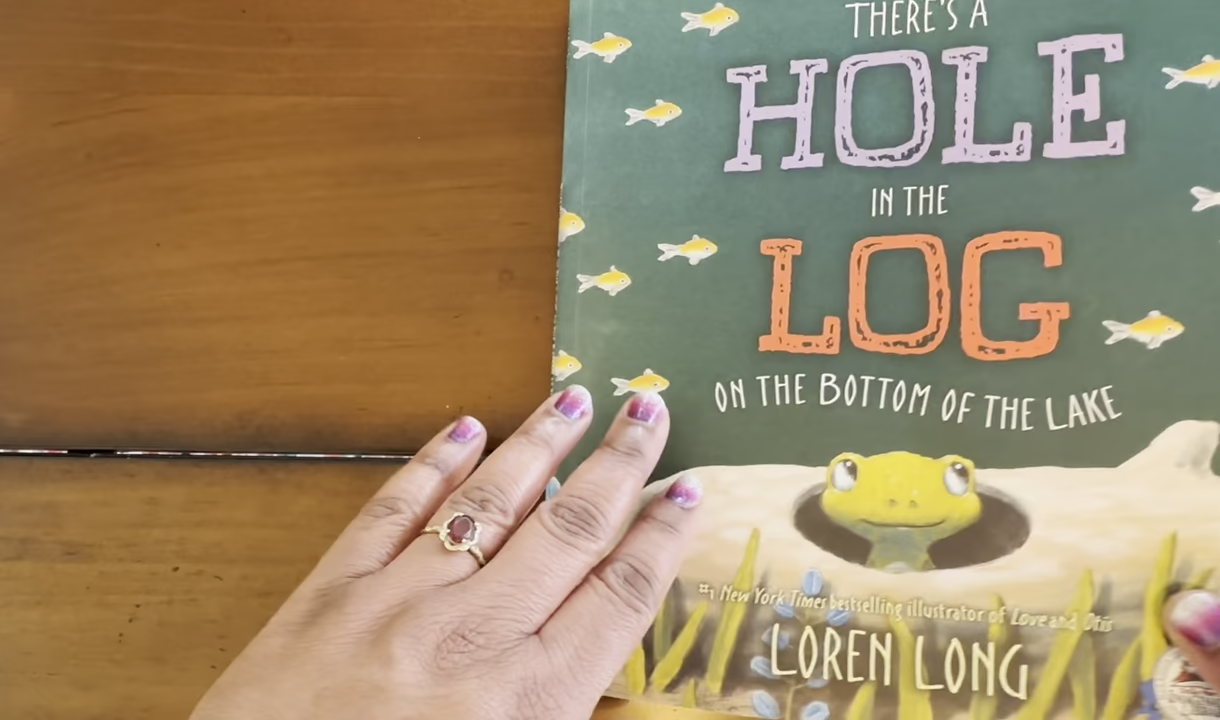 THERE'S A
HOLE
IN THE
LOG
ON THE BOTTOM OF THE LAKE
#1 New York Times bestselling illustrator of Love and Otis
LOREN LONG